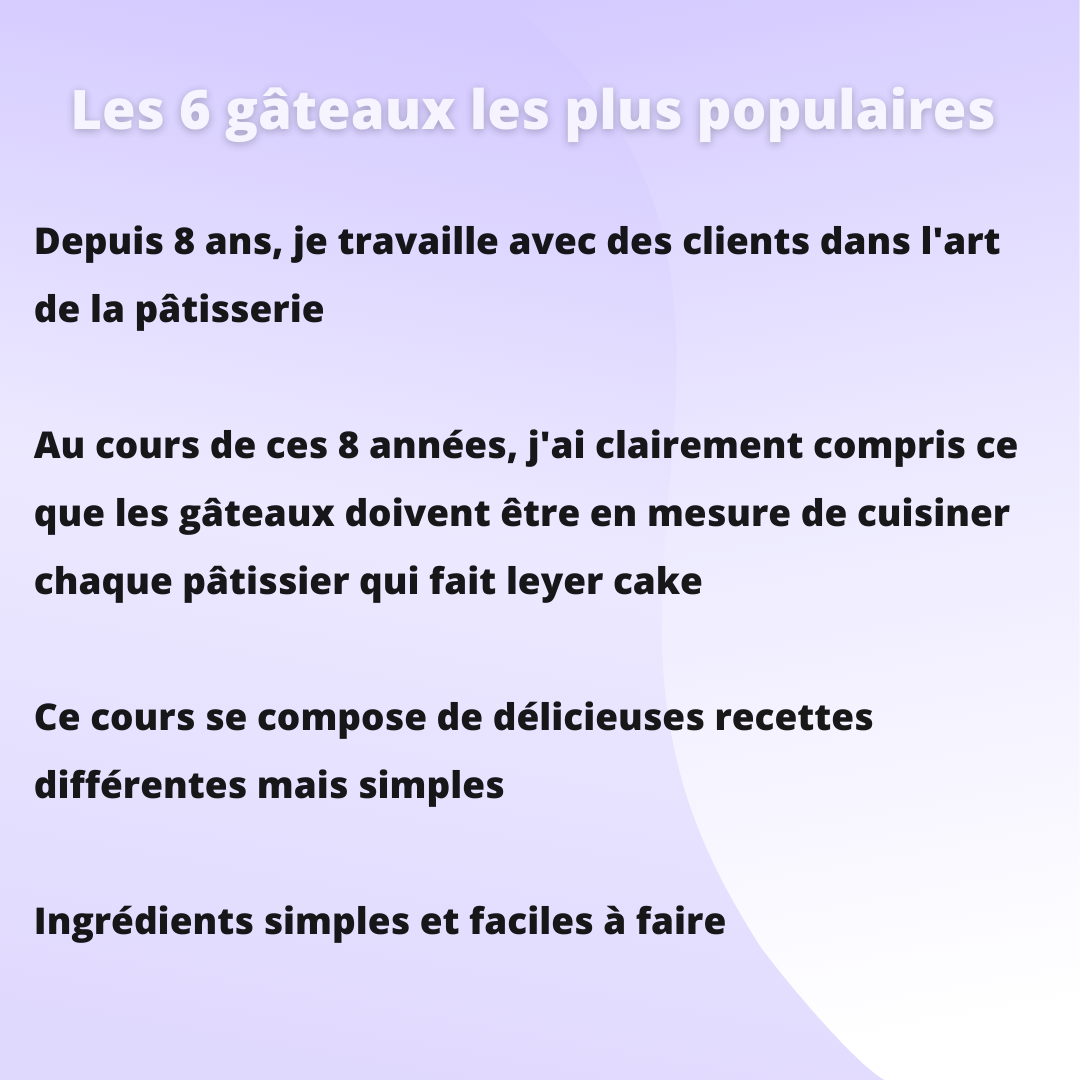 Les 6 gâteaux les plus populaires
Depuis 8 ans, je travaille avec des clients dans l'art
de la pâtisserie
Au cours de ces 8 années, j'ai clairement compris ce
que les gâteaux doivent être en mesure de cuisiner
chaque pâtissier qui fait leyer cake
Ce cours se compose de délicieuses recettes
différentes mais simples
Ingrédients simples et faciles à faire